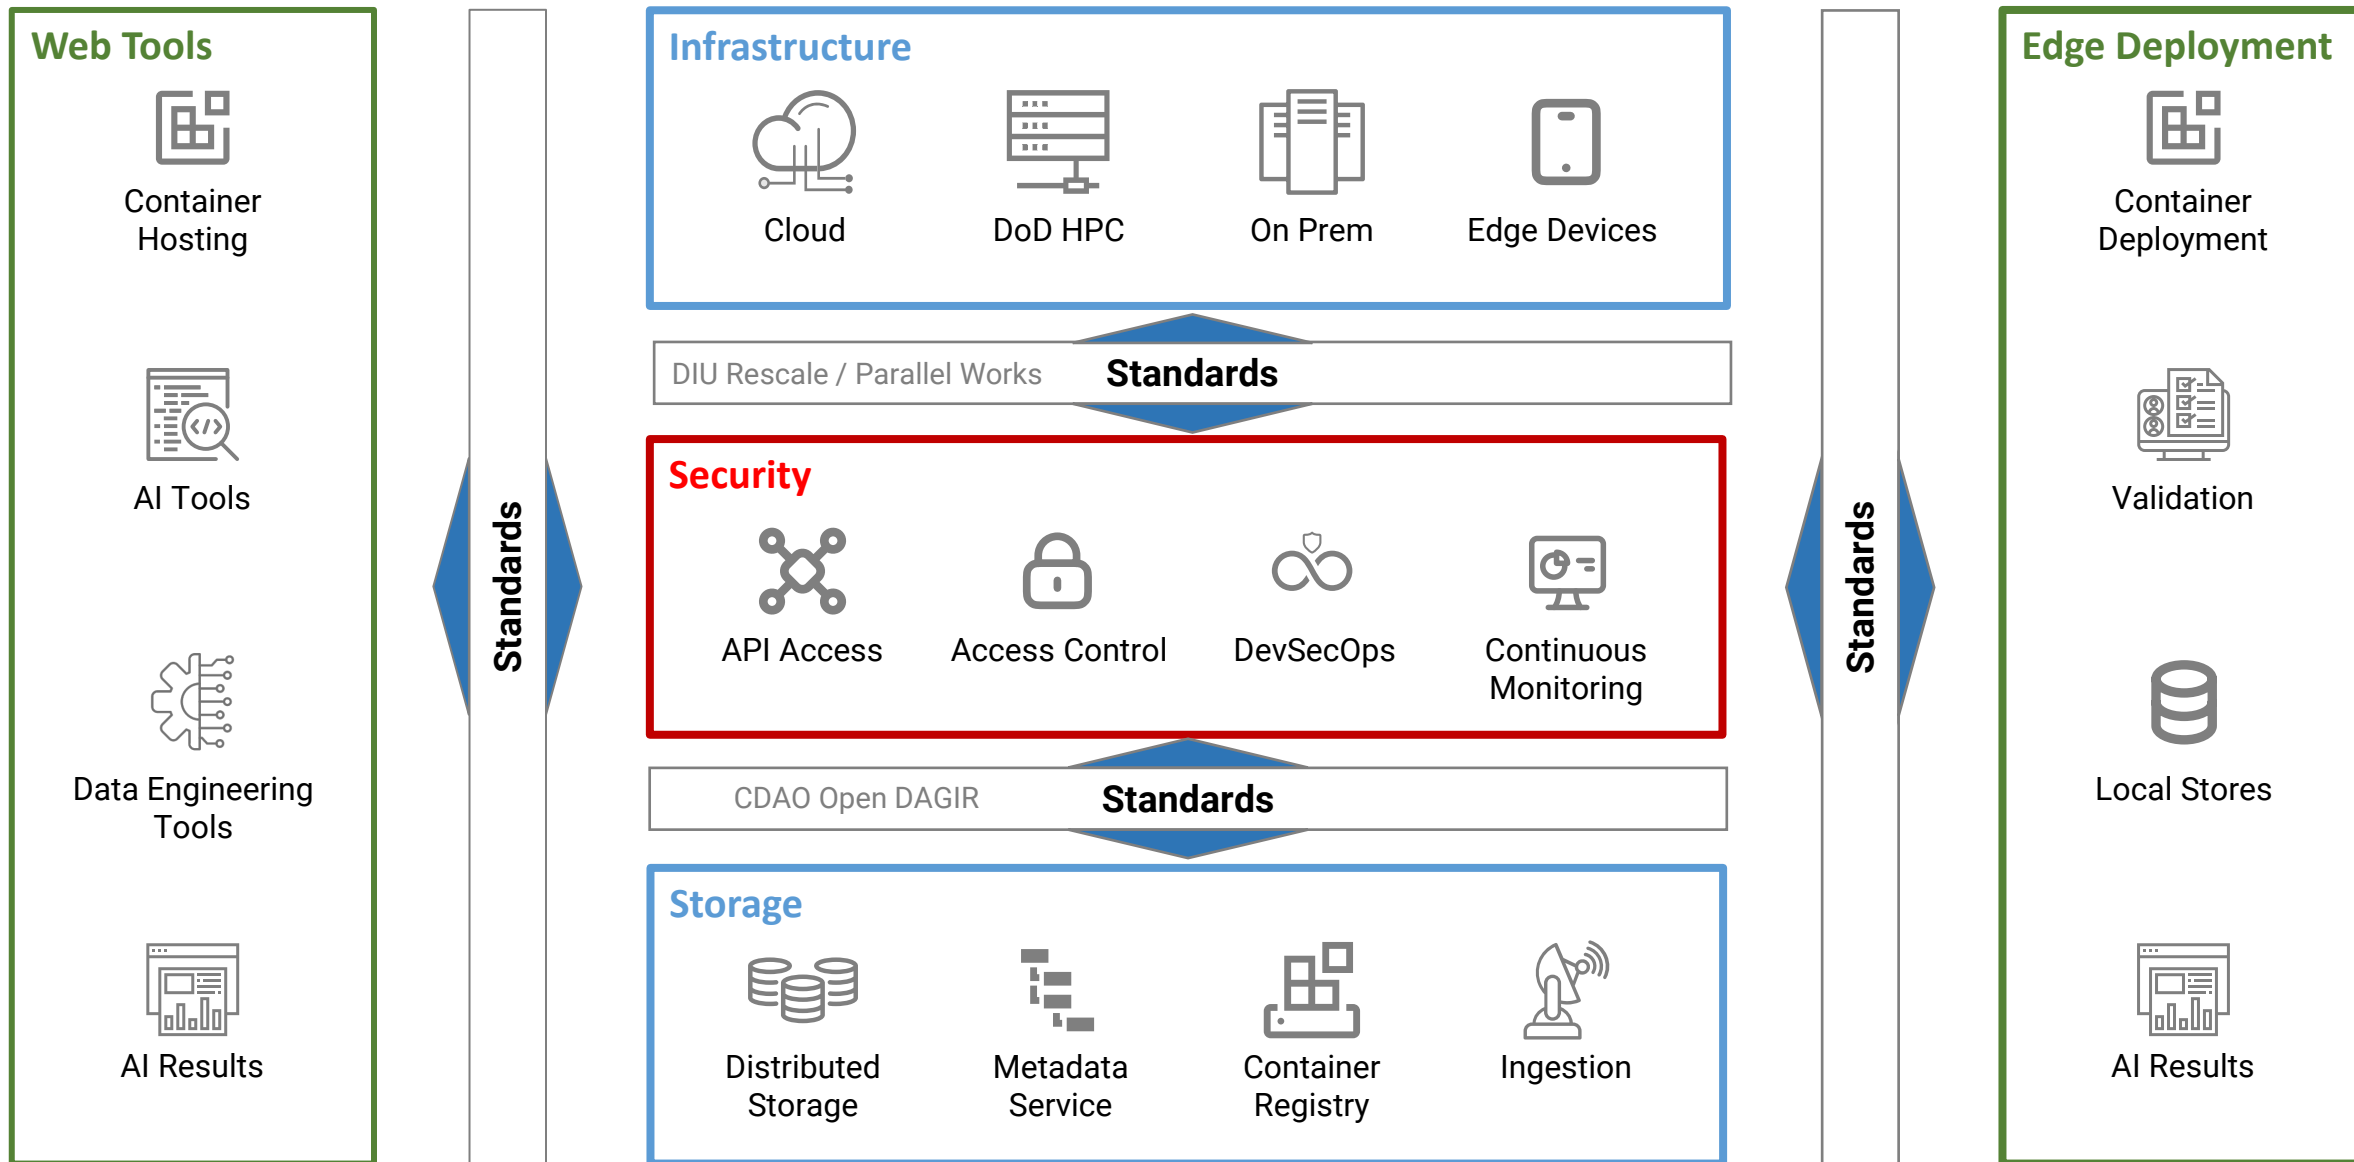 Web Tools
Container
Hosting
AI Tools
Data Engineering
Tools
AI Results
Standards
Infrastructure
Cloud
DoD HPC
On Prem
Edge Devices
DIU Rescale / Parallel Works
Standards
Security
API Access
Access Control
DevSecOps
Continuous
Monitoring
CDAO Open DAGIR
Standards
Storage
Distributed
Storage
Metadata
Service
Container
Registry
Ingestion
Standards
Edge Deployment
Container
Deployment
Validation
Local Stores
AI Results